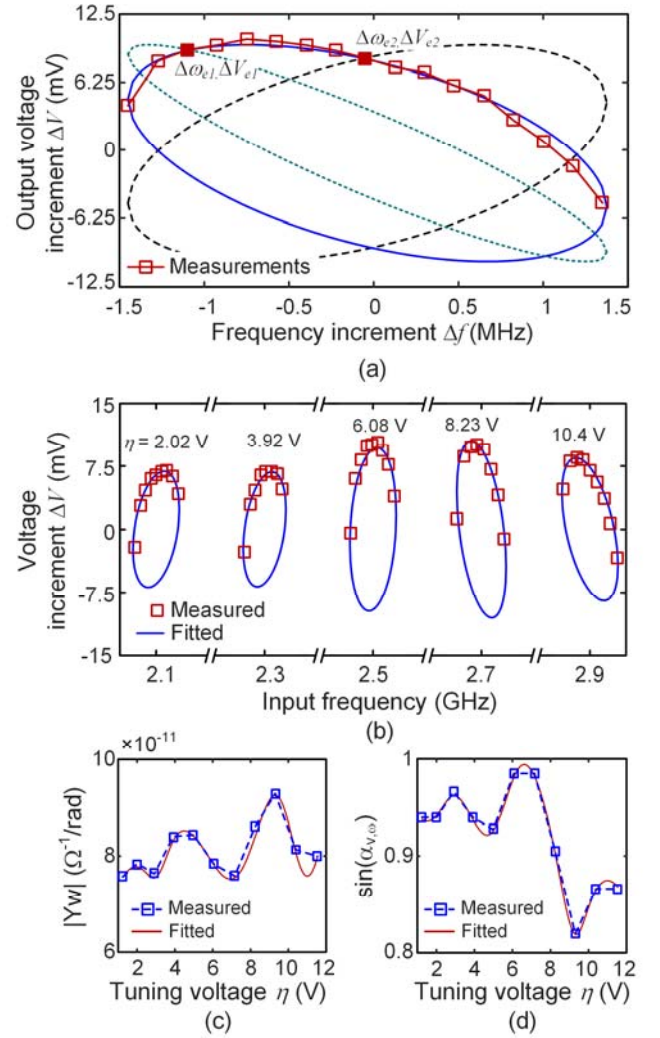 (a)
12.5
6.25
0
-6.25
-12.5
Output voltage
increment ΔV (mV)
Δω_{e1},ΔV_{e1}
Δω_{e2},ΔV_{e2}
Measurements
-1.5 -1 -0.5 0 0.5 1 1.5
Frequency increment Δf (MHz)
(a)
15
7.5
0
-7.5
-15
Voltage
increment ΔV (mV)
η = 2.02 V 3.92 V 6.08 V 8.23 V 10.4 V
Measured
Fitted
2.1 2.3 2.5 2.7 2.9
Input frequency (GHz)
(b)
×10⁻¹¹
10
8
6
|Yw| (Ω⁻¹/rad)
Measured
Fitted
2 4 6 8 10 12
Tuning voltage η (V)
(c)
1
0.9
0.8
sin(α_{v,ω})
Measured
Fitted
2 4 6 8 10 12
Tuning voltage η (V)
(d)